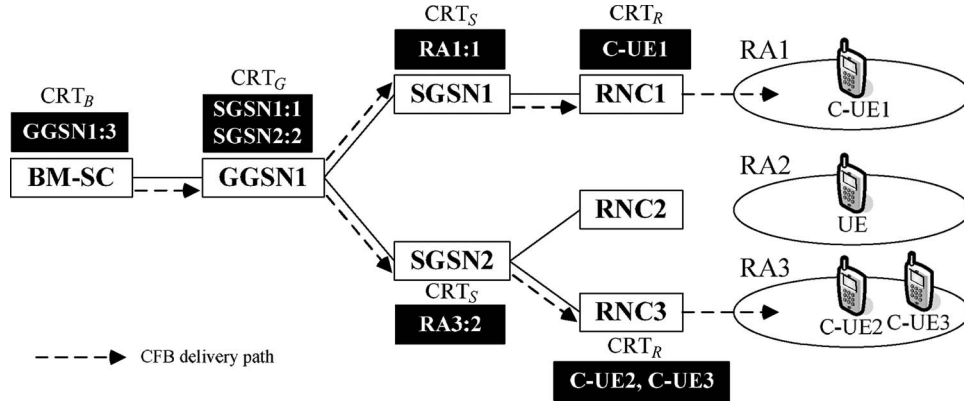 CRT_B
GGSN1:3
BM-SC
CRT_G
SGSN1:1
SGSN2:2
GGSN1
CRT_S
RA1:1
SGSN1
CRT_R
C-UE1
RNC1
RA1
C-UE1
RNC2
RA2
UE
SGSN2
CRT_S
RA3:2
RNC3
CRT_R
C-UE2, C-UE3
RA3
C-UE2
C-UE3
CFB delivery path